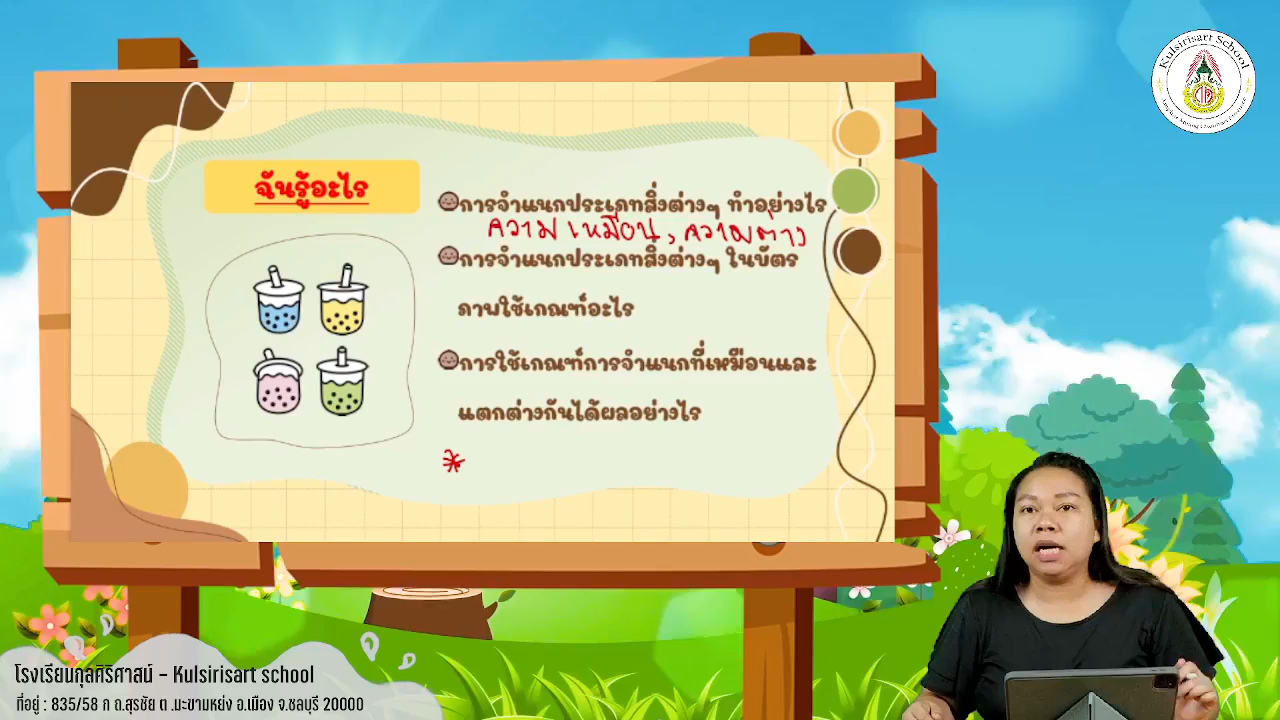 Kulsirisart School
ฉันรู้อะไร
การจำแนกประเภทสิ่งต่างๆ ทำอย่างไร
ความเหมือน, ความต่าง
การจำแนกประเภทสิ่งต่างๆ ในบัตร
ภาพใช้เกณฑ์อะไร
การใช้เกณฑ์การจำแนกที่เหมือนและ
แตกต่างกันได้ผลอย่างไร
*
โรงเรียนกุลศิริศาสน์ - Kulsirisart school
ที่อยู่ : 835/58 ก ถ.สุรชัย ต .มะขามหย่ง อ.เมือง จ.ชลบุรี 20000